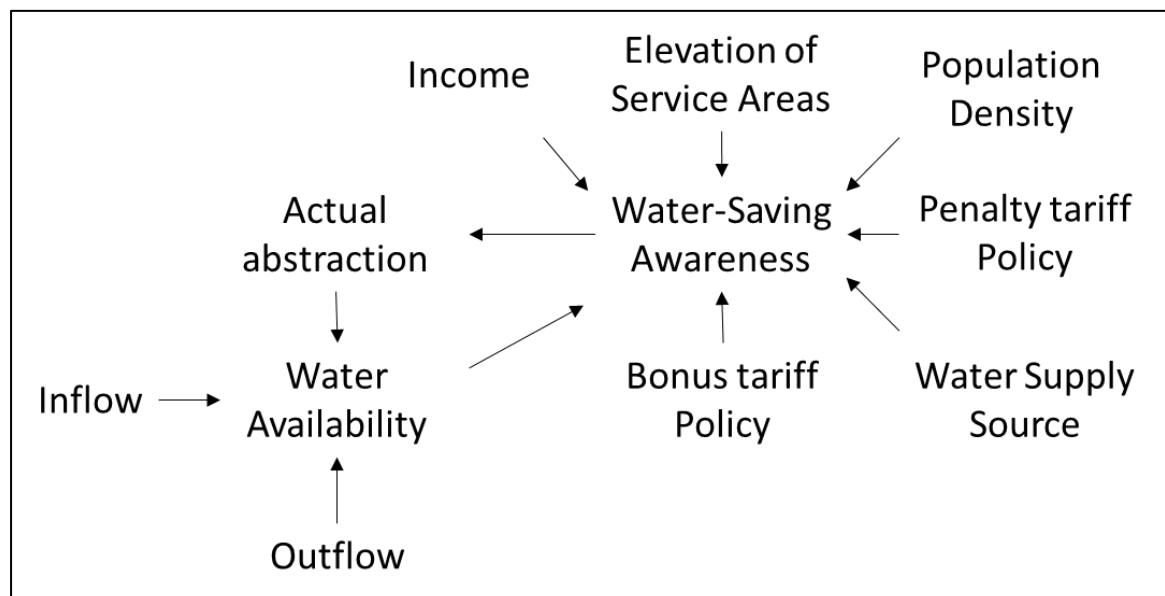 Income
Elevation of
Service Areas
Population
Density
Actual
abstraction
Water-Saving
Awareness
Penalty tariff
Policy
Inflow
Water
Availability
Bonus tariff
Policy
Water Supply
Source
Outflow